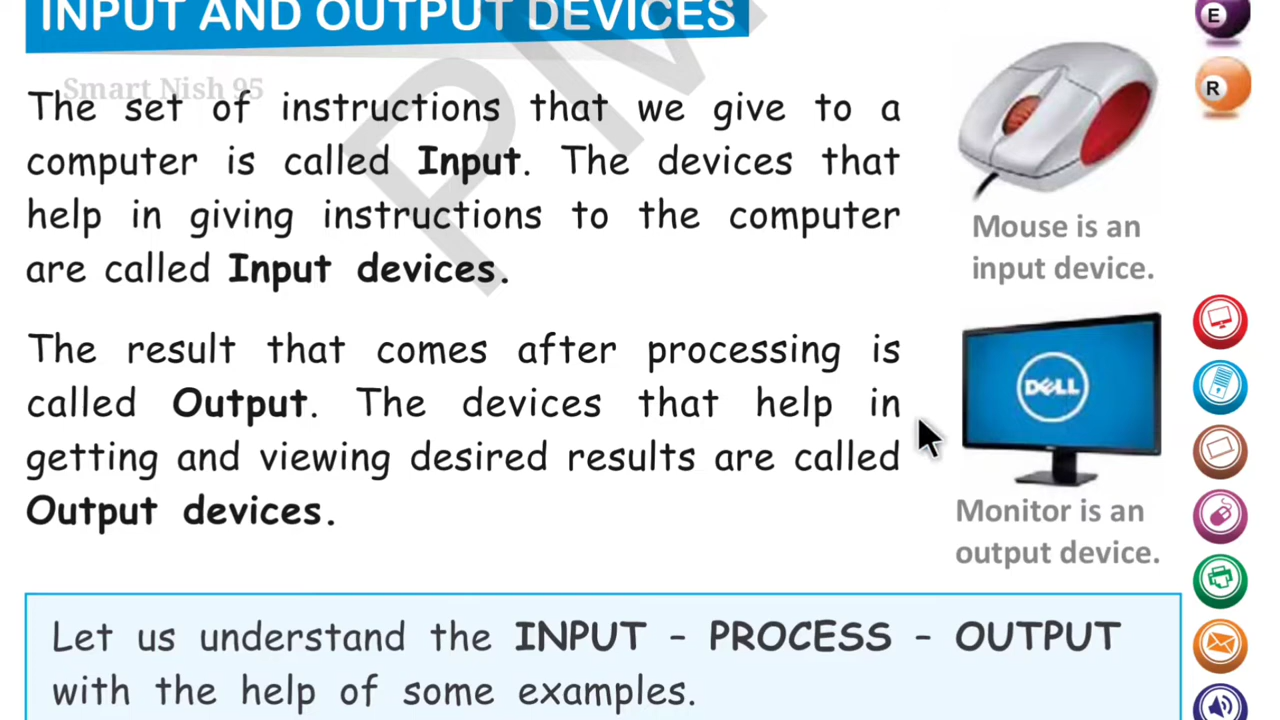 INPUT AND OUTPUT DEVICES
Smart Nish 95
The set of instructions that we give to a
computer is called Input. The devices that
help in giving instructions to the computer
are called Input devices.
The result that comes after processing is
called Output. The devices that help in
getting and viewing desired results are called
Output devices.
Mouse is an
input device.
DELL
Monitor is an
output device.
Let us understand the INPUT - PROCESS - OUTPUT
with the help of some examples.
E
R